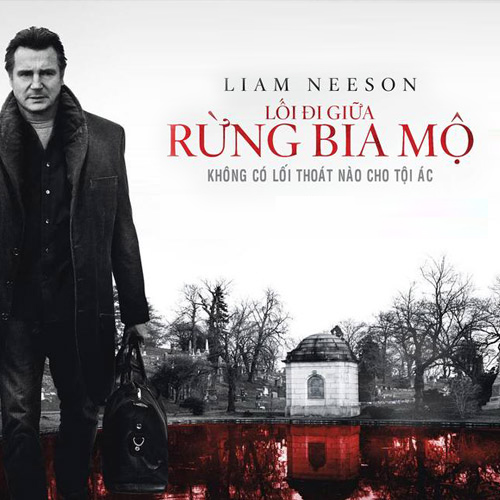 LIAM NEESON
LỐI ĐI GIỮA
RỪNG BIA MỘ
KHÔNG CÓ LỐI THOÁT NÀO CHO TỘI ÁC